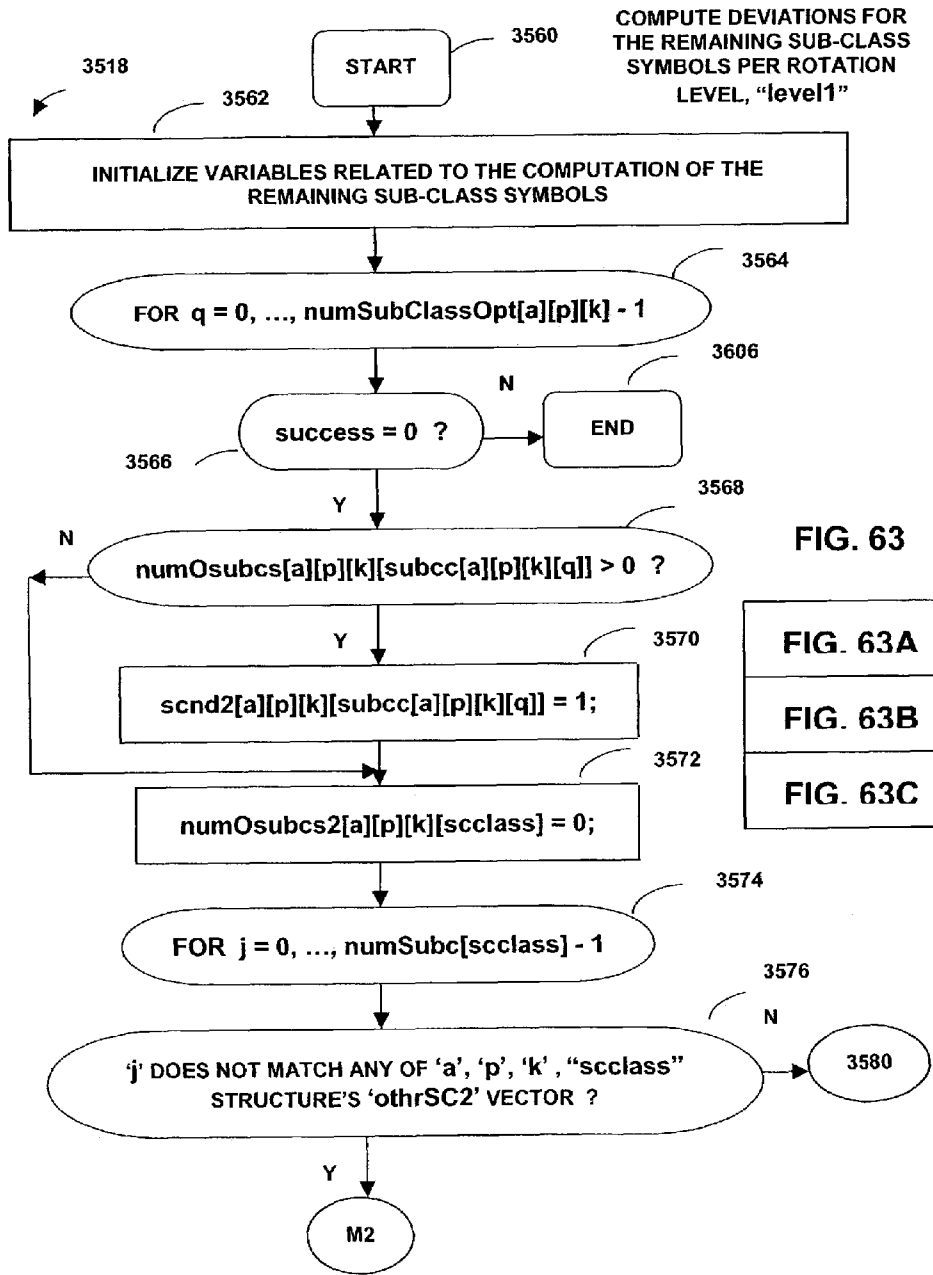 COMPUTE DEVIATIONS FOR
THE REMAINING SUB-CLASS
SYMBOLS PER ROTATION
LEVEL, “level1”
3560
START
3518
3562
INITIALIZE VARIABLES RELATED TO THE COMPUTATION OF THE
REMAINING SUB-CLASS SYMBOLS
3564
FOR q = 0, ..., numSubClassOpt[a][p][k] - 1
3606
N
success = 0 ?
END
3566
Y
3568
N
numOsubcs[a][p][k][subcc[a][p][k][q]] > 0 ?
FIG. 63
Y
3570
FIG. 63A
scnd2[a][p][k][subcc[a][p][k][q]] = 1;
FIG. 63B
3572
FIG. 63C
numOsubcs2[a][p][k][scclass] = 0;
3574
FOR j = 0, ..., numSubc[scclass] - 1
3576
N
‘j’ DOES NOT MATCH ANY OF ‘a’, ‘p’, ‘k’ , “scclass”
STRUCTURE'S ‘othrSC2’ VECTOR ?
3580
Y
M2